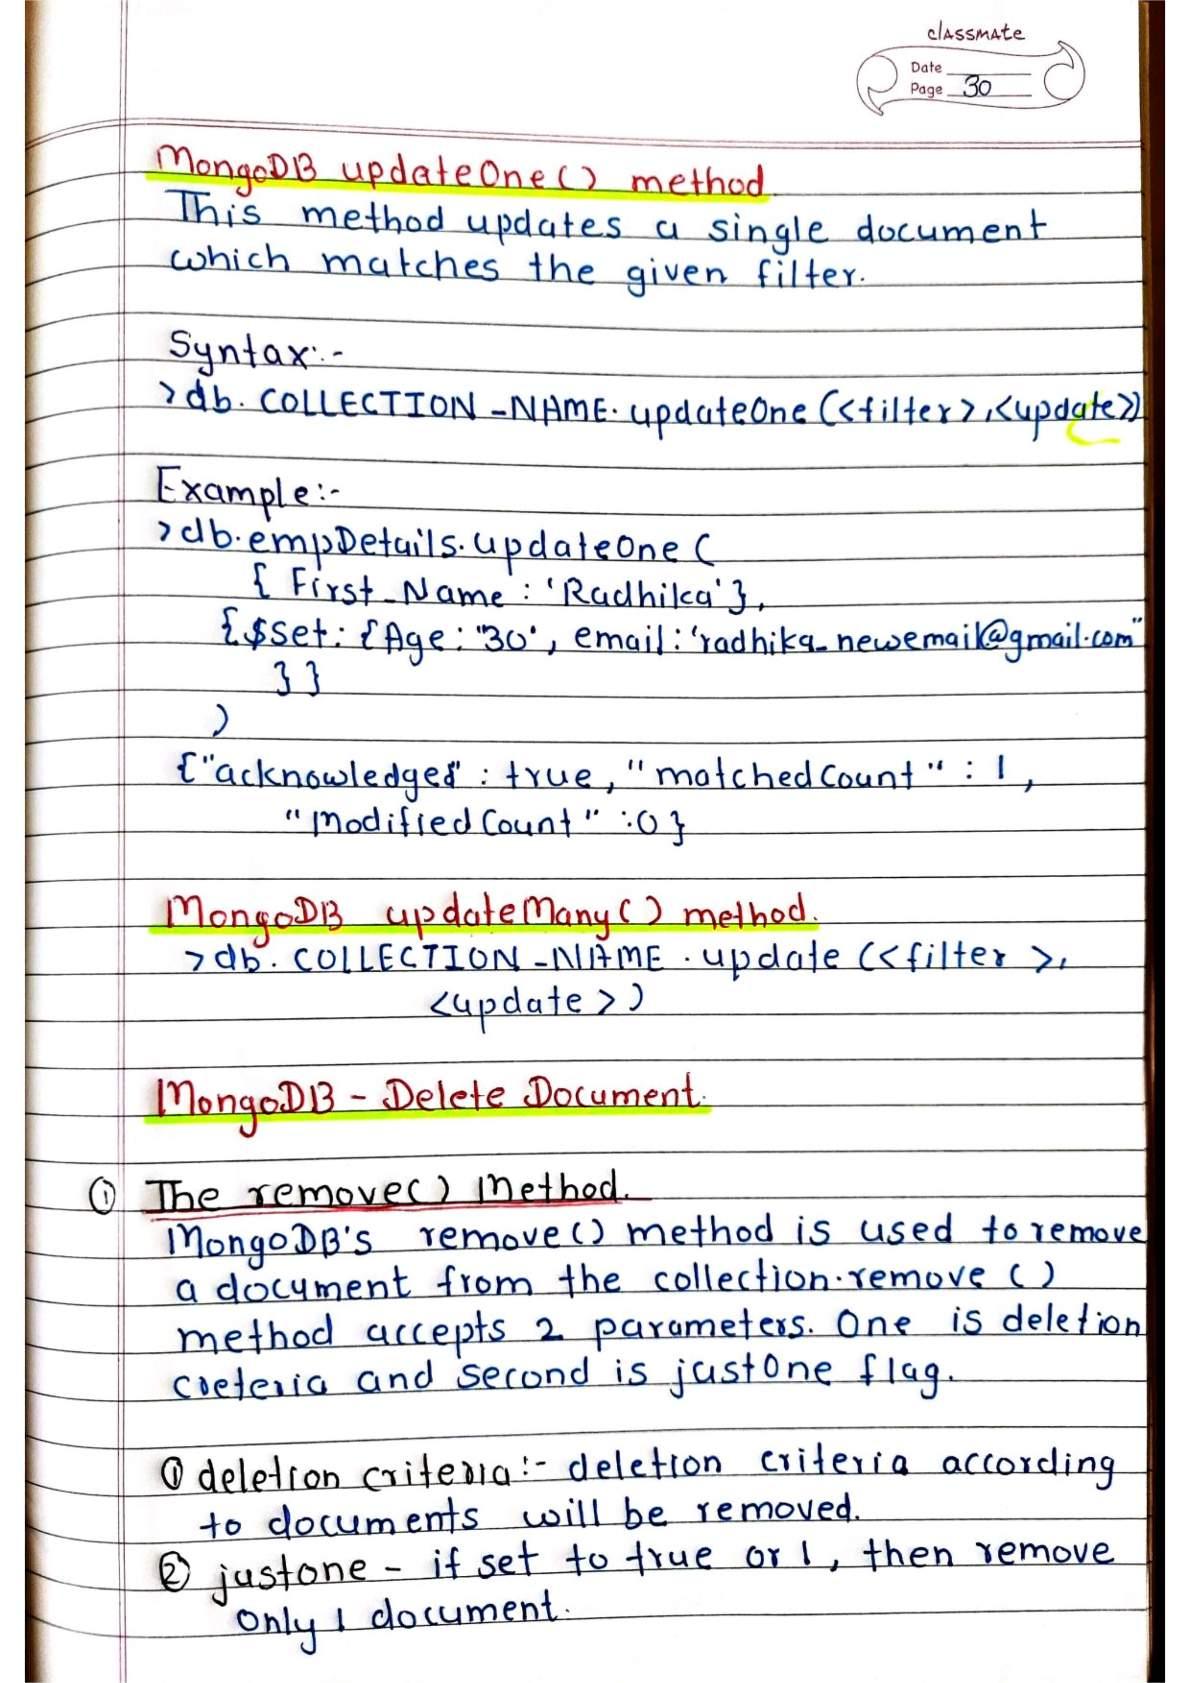 classmate
Date
Page 30
MongoDB updateOne() method
This method updates a single document
which matches the given filter.
Syntax:-
>db.COLLECTION_NAME.updateOne(<filter>,<update>)
Example:-
>db.empDetails.updateOne(
{ First_Name : 'Radhika'},
{$set: {Age: "30", email: 'radhika_newemail@gmail.com"
}}
)
{"acknowledged" : true, "matchedCount" : 1,
"modifiedCount" : 0}
MongoDB updateMany() method.
>db.COLLECTION_NAME.update(<filter>,
<update>)
MongoDB - Delete Document.
① The remove() Method.
MongoDB's remove() method is used to remove
a document from the collection.remove()
method accepts 2 parameters. One is deletion
creteria and second is justOne flag.
① deletion criteria:- deletion criteria according
to documents will be removed.
② justone - if set to true or 1, then remove
only 1 document.